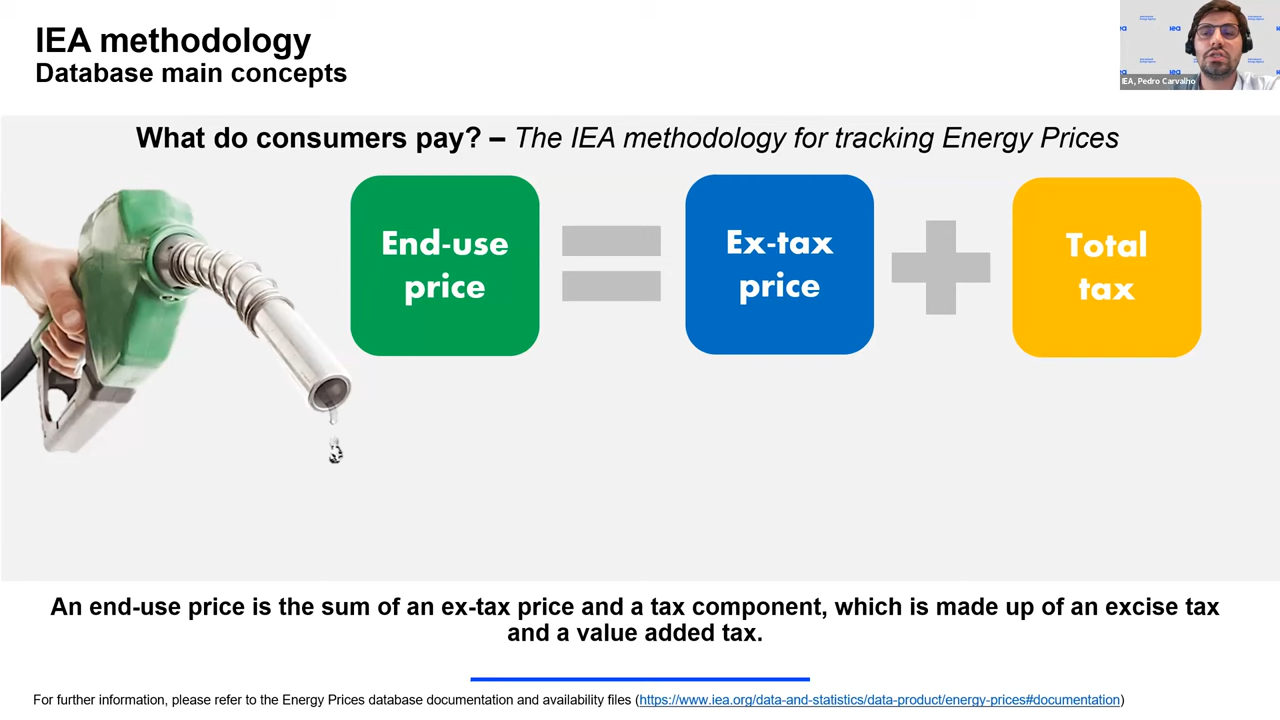 IEA methodology
Database main concepts
iea
iea
iea
IEA, Pedro Carvalho
What do consumers pay? – The IEA methodology for tracking Energy Prices
End-use
price
Ex-tax
price
Total
tax
An end-use price is the sum of an ex-tax price and a tax component, which is made up of an excise tax
and a value added tax.
For further information, please refer to the Energy Prices database documentation and availability files (https://www.iea.org/data-and-statistics/data-product/energy-prices#documentation)